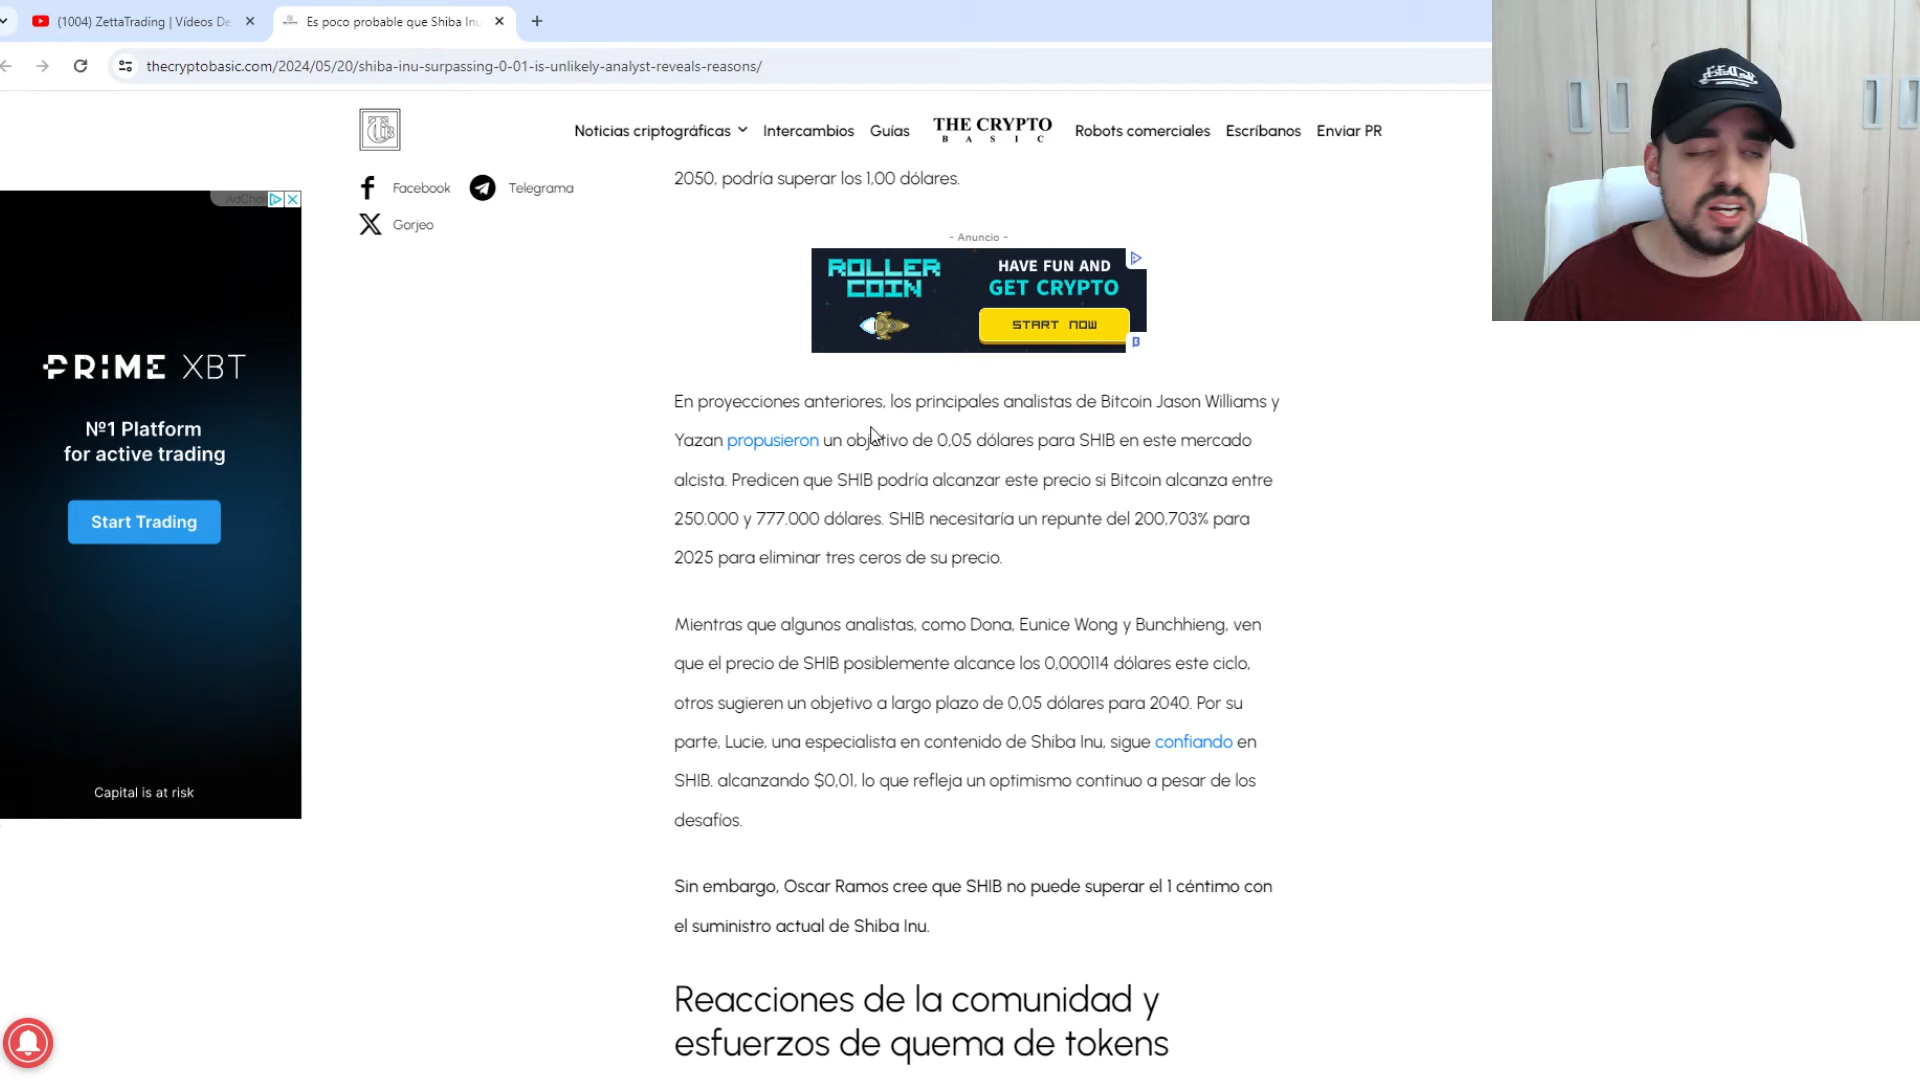 (1004) ZettaTrading | Vídeos De
Es poco probable que Shiba Inu
thecryptobasic.com/2024/05/20/shiba-inu-surpassing-0-01-is-unlikely-analyst-reveals-reasons/
Noticias criptográficas
Intercambios
Guías
THE CRYPTO
BASIC
Robots comerciales
Escríbanos
Enviar PR
Facebook
Telegrama
Gorjeo
2050, podría superar los 1,00 dólares.
- Anuncio -
ROLLER
COIN
HAVE FUN AND
GET CRYPTO
START NOW
PRIME XBT
Nº1 Platform
for active trading
Start Trading
Capital is at risk
En proyecciones anteriores, los principales analistas de Bitcoin Jason Williams y
Yazan propusieron un objetivo de 0,05 dólares para SHIB en este mercado
alcista. Predicen que SHIB podría alcanzar este precio si Bitcoin alcanza entre
250.000 y 777.000 dólares. SHIB necesitaría un repunte del 200,703% para
2025 para eliminar tres ceros de su precio.
Mientras que algunos analistas, como Dona, Eunice Wong y Bunchhieng, ven
que el precio de SHIB posiblemente alcance los 0,000114 dólares este ciclo,
otros sugieren un objetivo a largo plazo de 0,05 dólares para 2040. Por su
parte, Lucie, una especialista en contenido de Shiba Inu, sigue confiando en
SHIB. alcanzando $0,01, lo que refleja un optimismo continuo a pesar de los
desafíos.
Sin embargo, Oscar Ramos cree que SHIB no puede superar el 1 céntimo con
el suministro actual de Shiba Inu.
Reacciones de la comunidad y
esfuerzos de quema de tokens